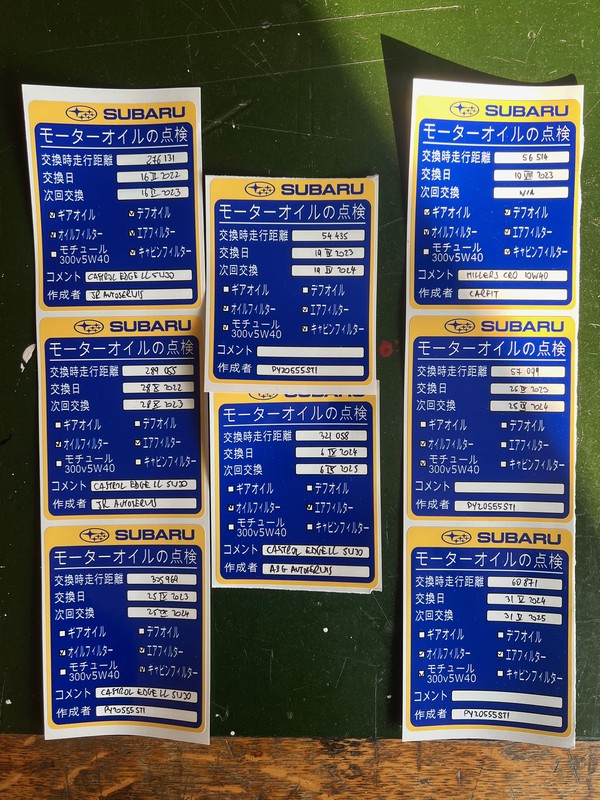 SUBARU
モーターオイルの点検
交換時走行距離 246 131
交換日 16 2022
次回交換 16 2023
ギアオイル デフオイル
オイルフィルター エアフィルター
モチュール 300v5W40 キャビンフィルター
コメント CASTROL EDGE LL 5W30
作成者 JR AUTOSERVIS
SUBARU
モーターオイルの点検
交換時走行距離 289 055
交換日 28 X 2022
次回交換 28 X 2023
ギアオイル デフオイル
オイルフィルター エアフィルター
モチュール 300v5W40 キャビンフィルター
コメント CASTROL EDGE LL 5W30
作成者 JR AUTOSERVIS
SUBARU
モーターオイルの点検
交換時走行距離 305 969
交換日 25 2023
次回交換 25 2024
ギアオイル デフオイル
オイルフィルター エアフィルター
モチュール 300v5W40 キャビンフィルター
コメント CASTROL EDGE LL 5W30
作成者 PY20555STI
SUBARU
モーターオイルの点検
交換時走行距離 54 435
交換日 19 IV 2023
次回交換 19 IV 2024
ギアオイル デフオイル
オイルフィルター エアフィルター
モチュール 300v5W40 キャビンフィルター
コメント
作成者 PY20555STI
SUBARU
交換時走行距離 321 058
交換日 6 IV 2024
次回交換 6 IV 2025
ギアオイル デフオイル
オイルフィルター エアフィルター
モチュール 300v5W40 キャビンフィルター
コメント CASTROL EDGE LL 5W30
作成者 AUTOSERVIS
SUBARU
モーターオイルの点検
交換時走行距離 56 514
交換日 10 VIII 2023
次回交換 N/A
ギアオイル デフオイル
オイルフィルター エアフィルター
モチュール 300v5W40 キャビンフィルター
コメント MILLERS CRO 10W40
作成者 CARFIT
SUBARU
モーターオイルの点検
交換時走行距離 57 099
交換日 2023
次回交換 2024
ギアオイル デフオイル
オイルフィルター エアフィルター
モチュール 300v5W40 キャビンフィルター
コメント
作成者 PY20555STI
SUBARU
モーターオイルの点検
交換時走行距離 60 871
交換日 31 2024
次回交換 31 2025
ギアオイル デフオイル
オイルフィルター エアフィルター
モチュール 300v5W40 キャビンフィルター
コメント
作成者 PY20555STI